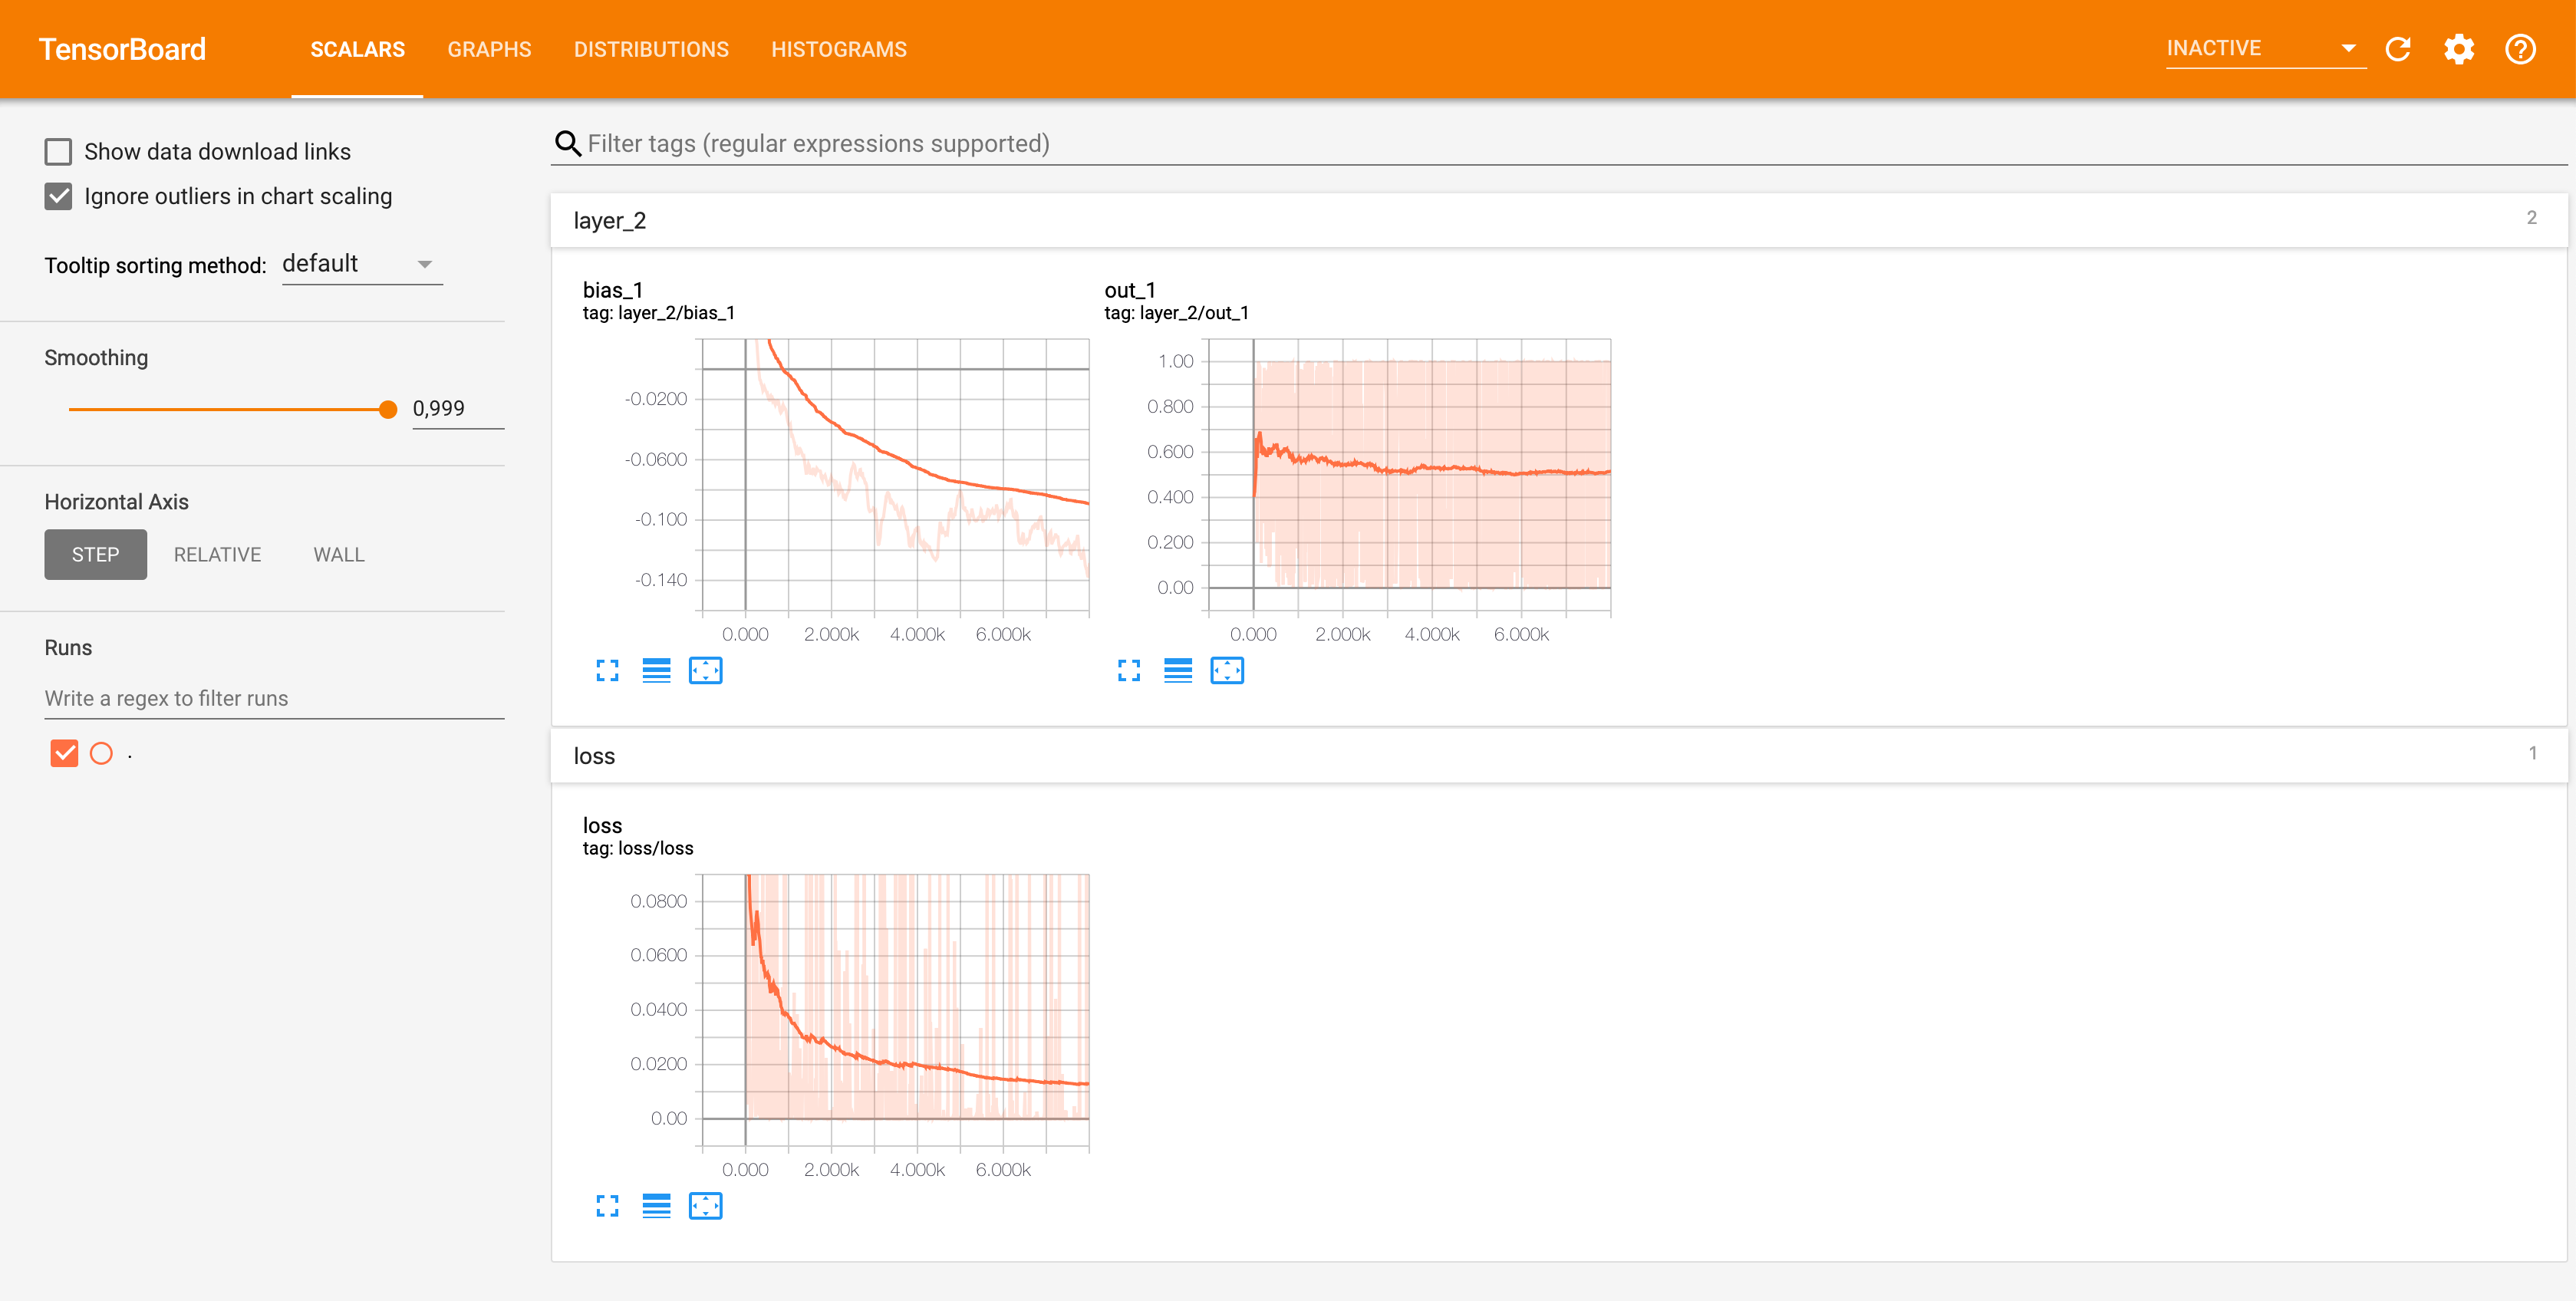 TensorBoard SCALARS GRAPHS DISTRIBUTIONS HISTOGRAMS INACTIVE
Show data download links
Ignore outliers in chart scaling
Tooltip sorting method: default
Smoothing
0,999
Horizontal Axis
STEP RELATIVE WALL
Runs
Write a regex to filter runs
.
Filter tags (regular expressions supported)
layer_2 2
bias_1
tag: layer_2/bias_1
-0.0200
-0.0600
-0.100
-0.140
0.000 2.000k 4.000k 6.000k
out_1
tag: layer_2/out_1
1.00
0.800
0.600
0.400
0.200
0.00
0.000 2.000k 4.000k 6.000k
loss 1
loss
tag: loss/loss
0.0800
0.0600
0.0400
0.0200
0.00
0.000 2.000k 4.000k 6.000k